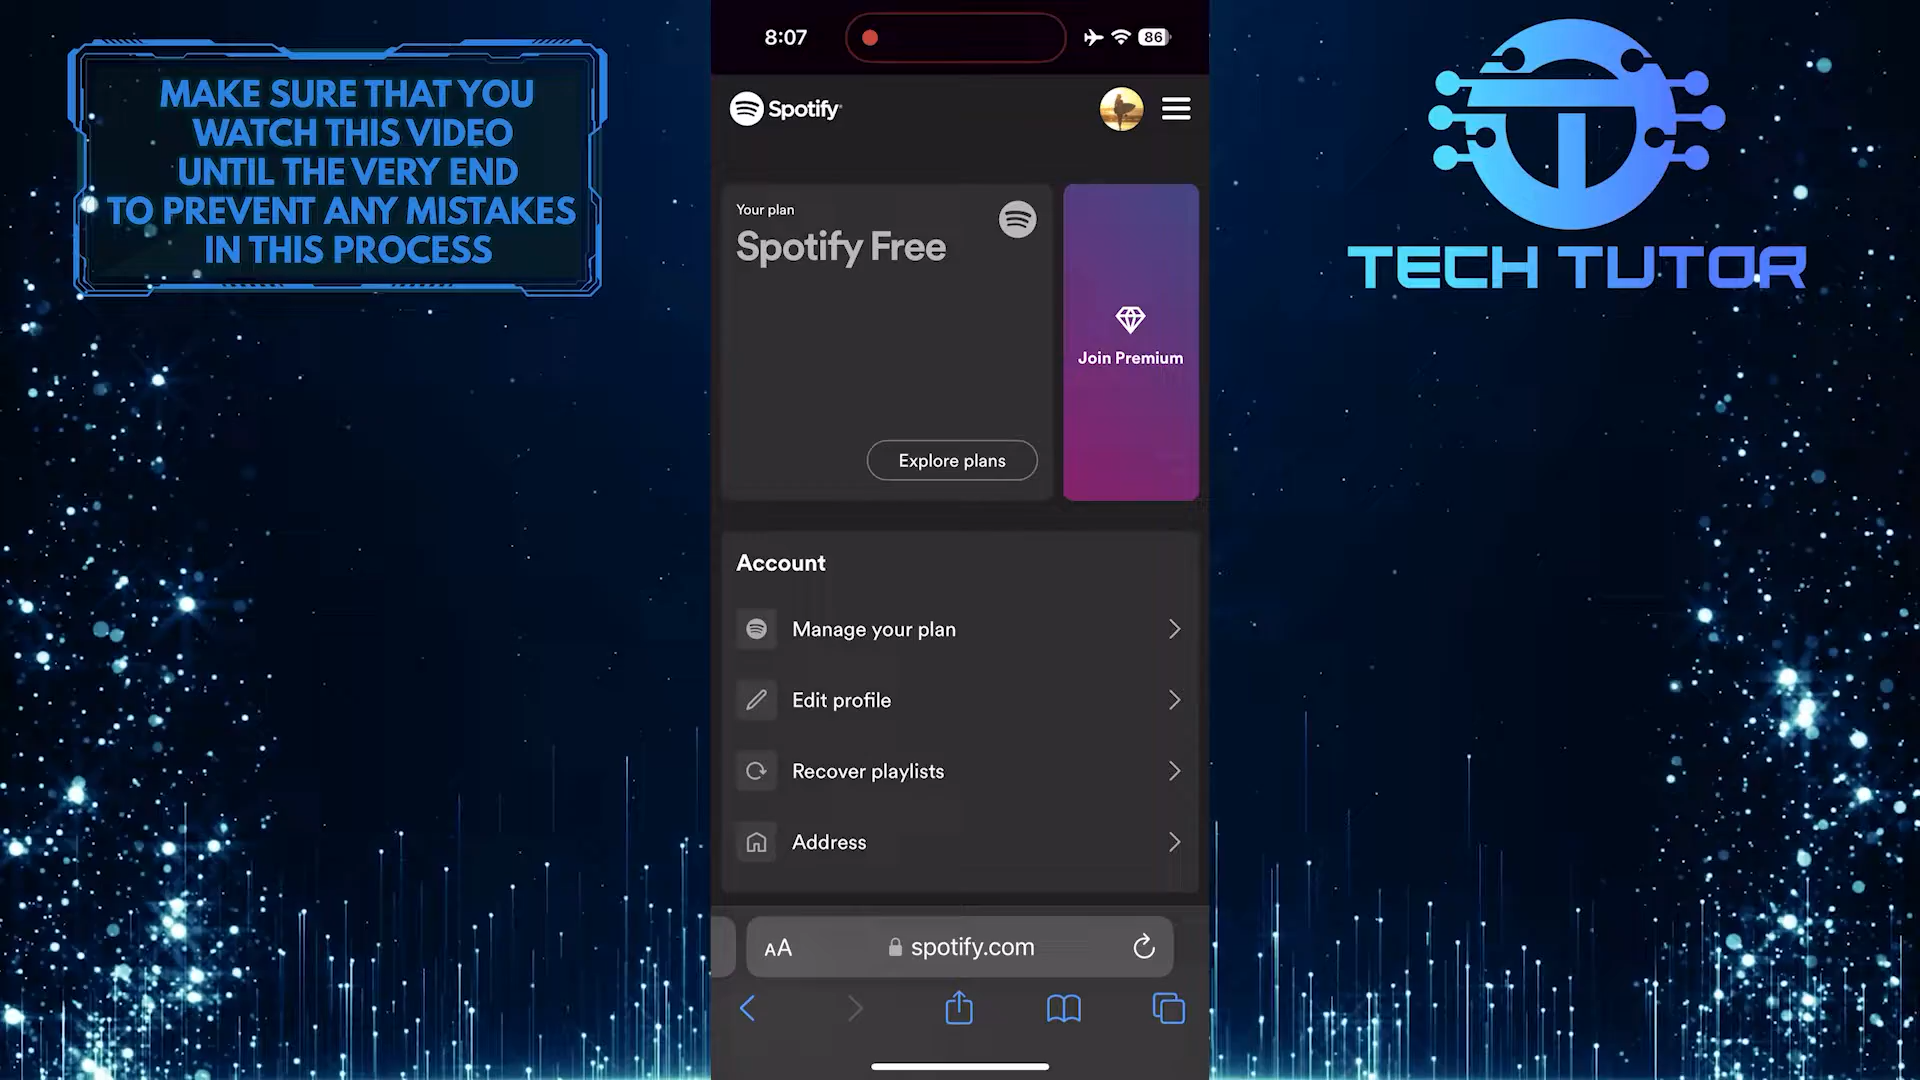 MAKE SURE THAT YOU
WATCH THIS VIDEO
UNTIL THE VERY END
TO PREVENT ANY MISTAKES
IN THIS PROCESS
8:07
86
Spotify
Your plan
Spotify Free
Join Premium
Explore plans
Account
Manage your plan
Edit profile
Recover playlists
Address
AA
spotify.com
TECH TUTOR